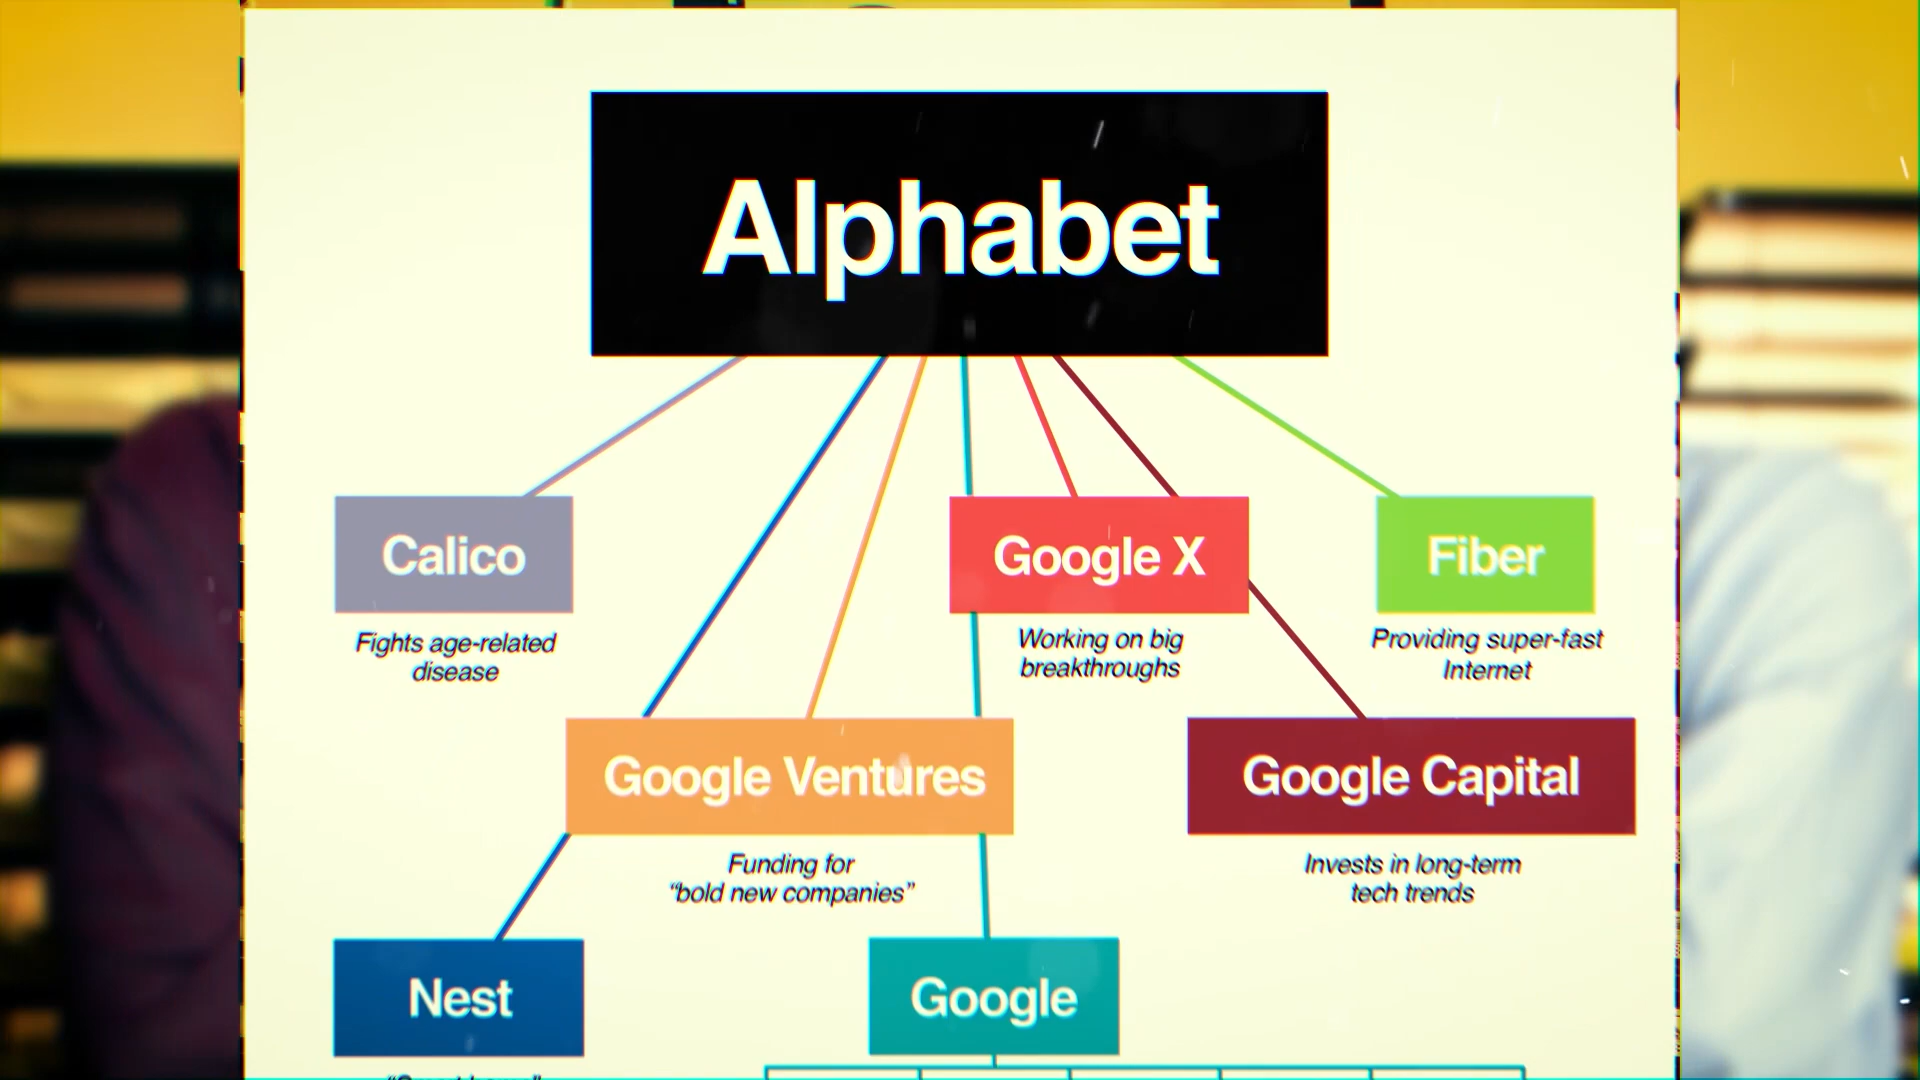 Alphabet
Calico
Fights age-related
disease
Google X
Working on big
breakthroughs
Fiber
Providing super-fast
Internet
Google Ventures
Funding for
“bold new companies”
Google Capital
Invests in long-term
tech trends
Nest
Google